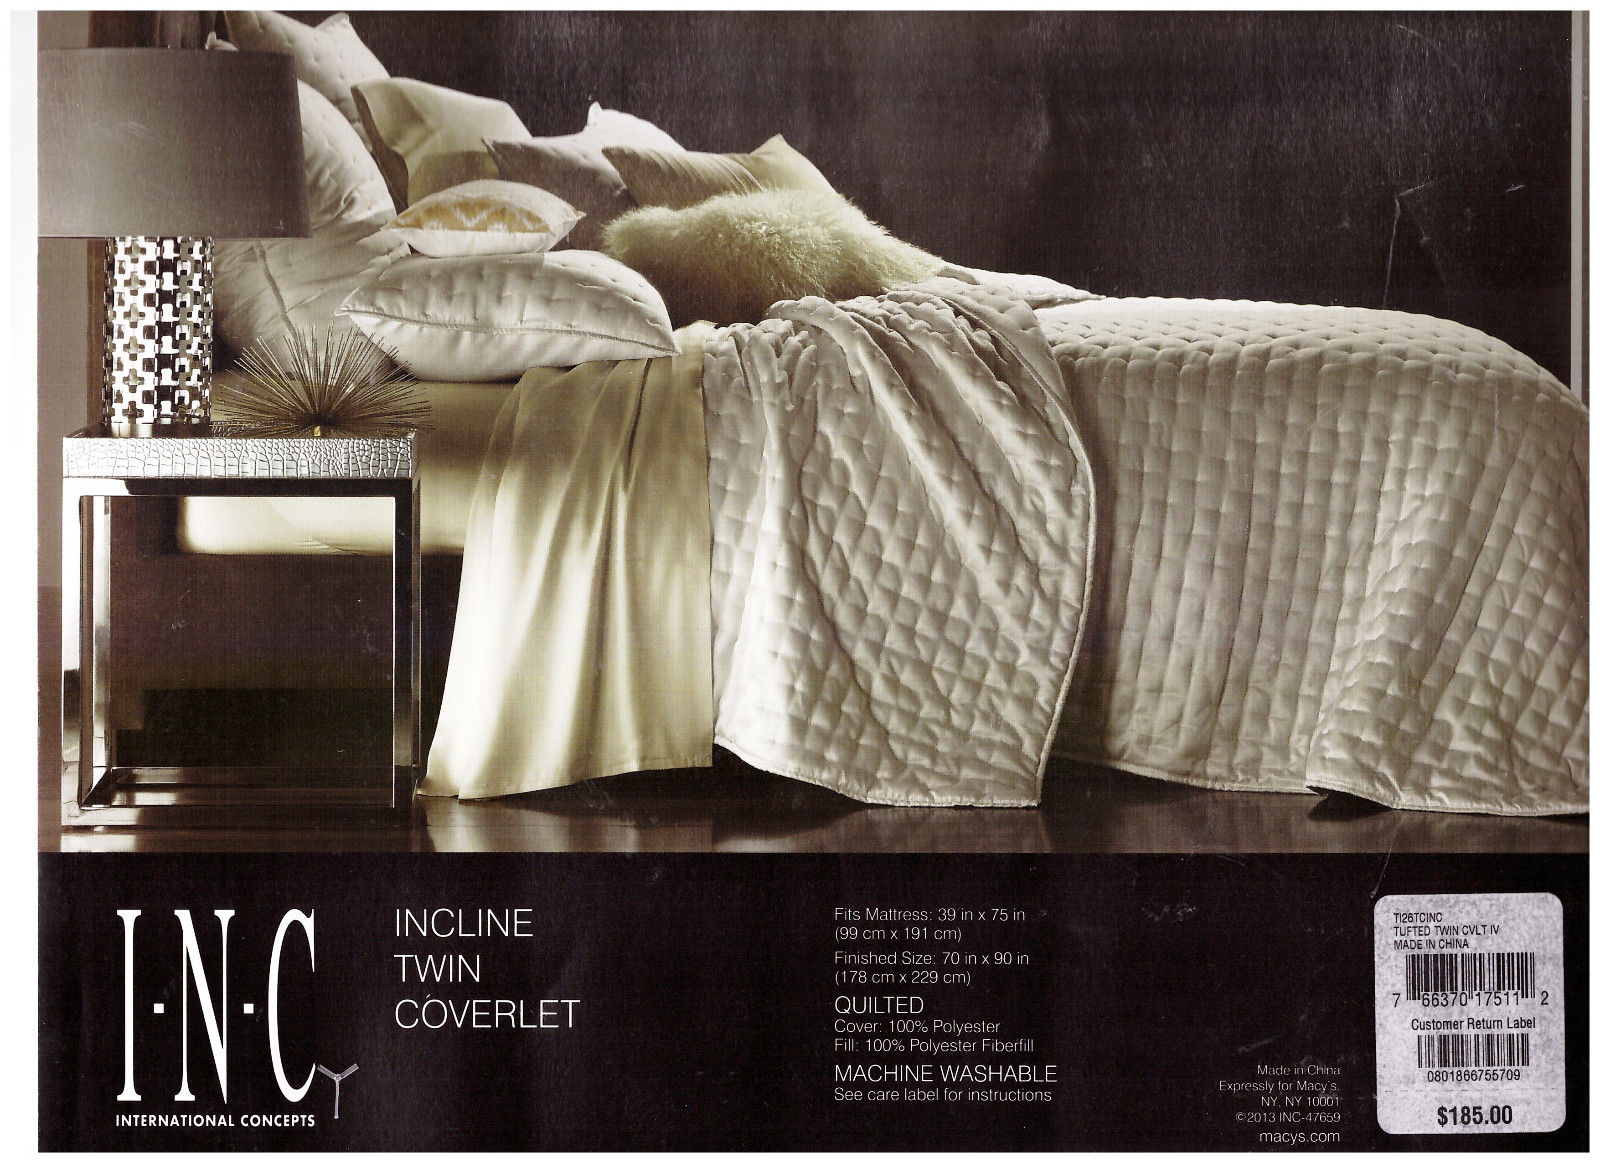 I·N·C
INTERNATIONAL CONCEPTS
INCLINE
TWIN
COVERLET
Fits Mattress: 39 in x 75 in
(99 cm x 191 cm)
Finished Size: 70 in x 90 in
(178 cm x 229 cm)
QUILTED
Cover: 100% Polyester
Fill: 100% Polyester Fiberfill
MACHINE WASHABLE
See care label for instructions
Made in China
Expressly for Macy's.
NY. NY 10001
©2013 INC-47659
macys.com
TI26TCINC
TUFTED TWIN CVLT IV
MADE IN CHINA
7 66370 17511 2
Customer Return Label
0801866755709
$185.00